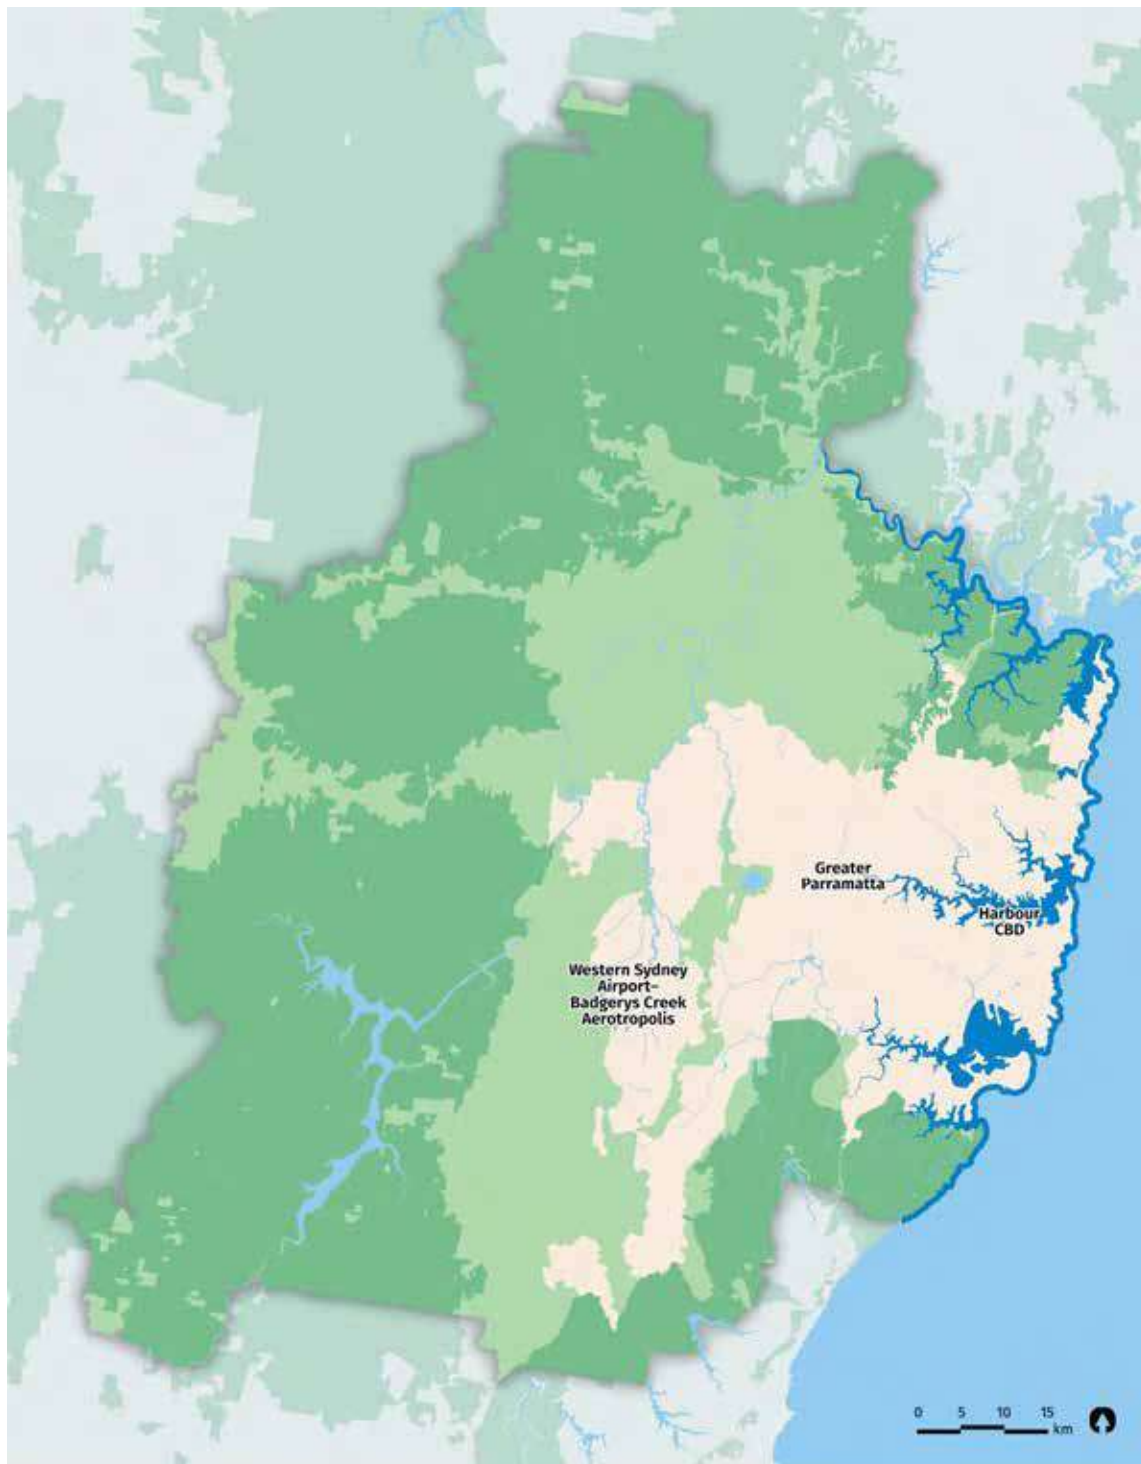 Greater
Parramatta
Harbour
CBD
Western Sydney
Airport–
Badgerys Creek
Aerotropolis
0 5 10 15
km